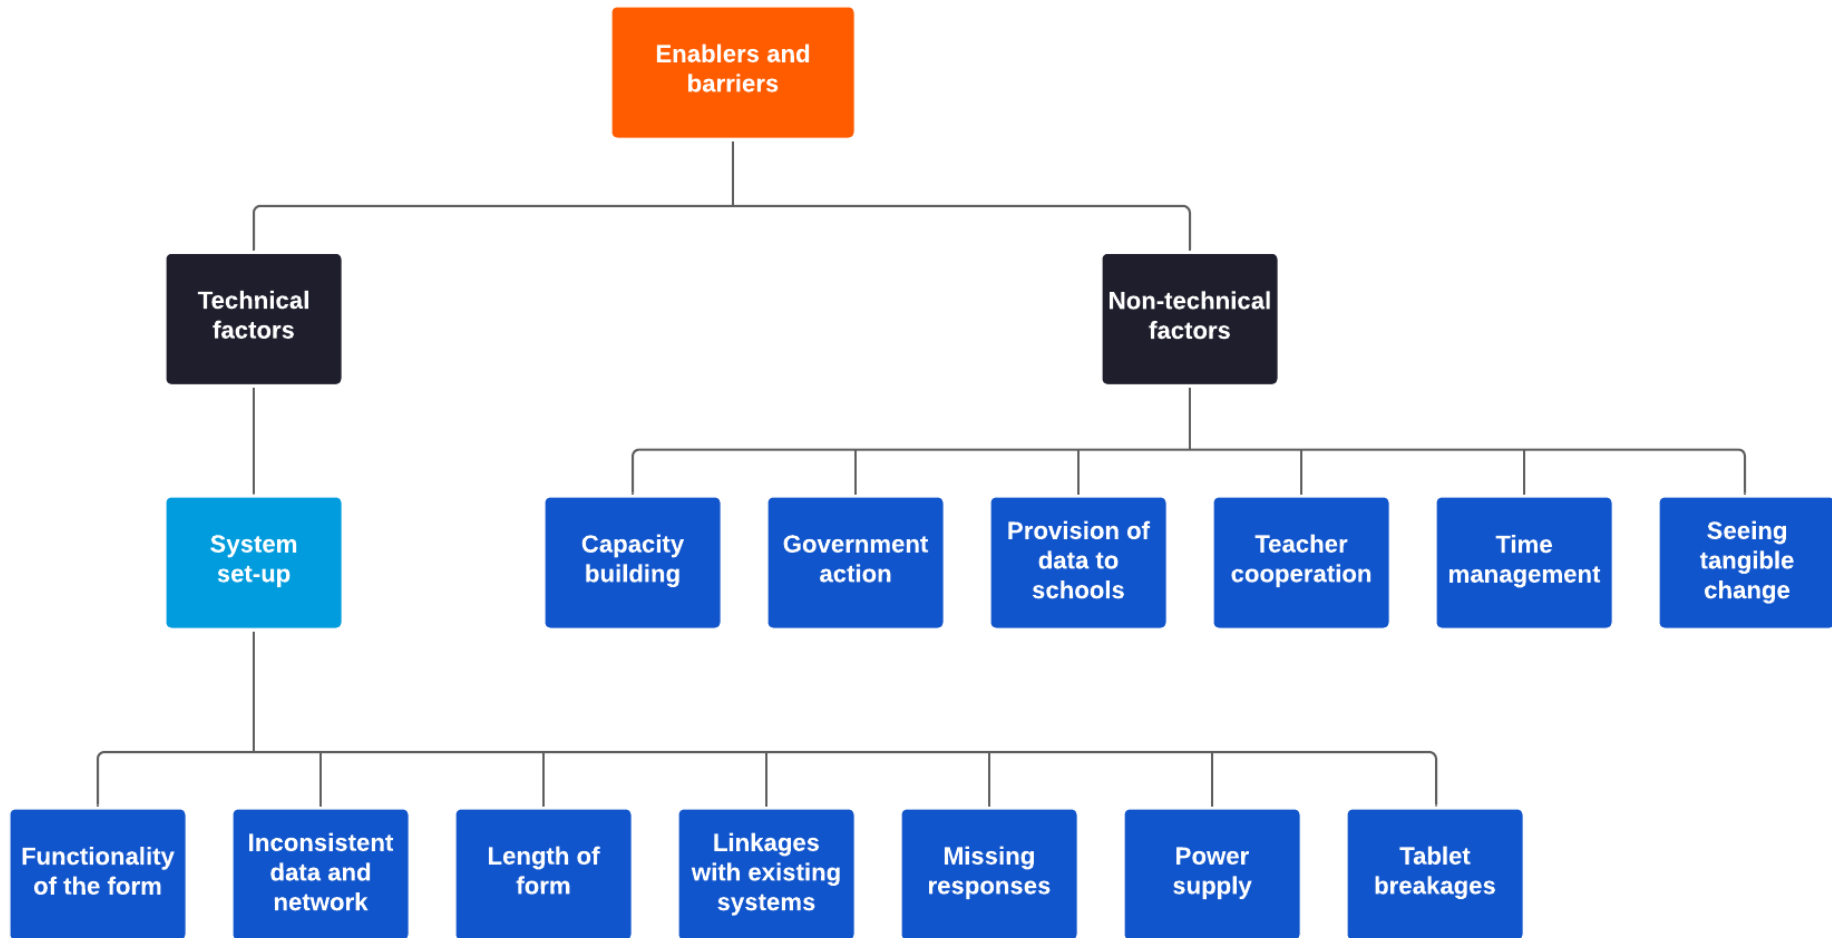 Enablers and
barriers
Technical
factors
Non-technical
factors
System
set-up
Capacity
building
Government
action
Provision of
data to
schools
Teacher
cooperation
Time
management
Seeing
tangible
change
Functionality
of the form
Inconsistent
data and
network
Length of
form
Linkages
with existing
systems
Missing
responses
Power
supply
Tablet
breakages